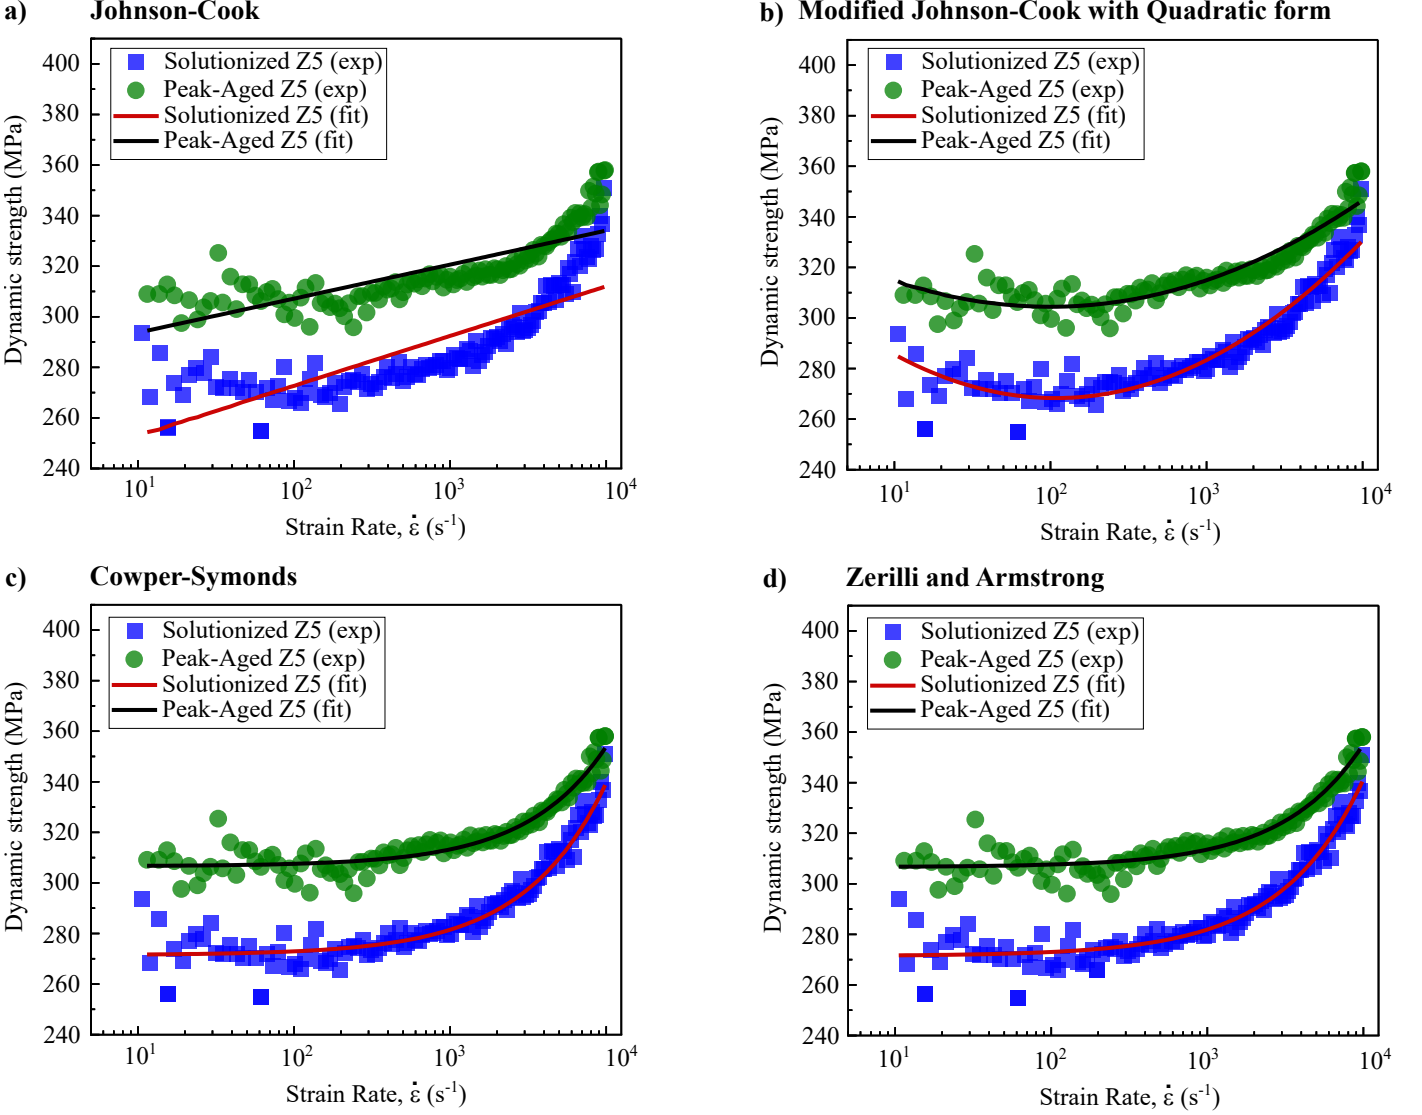 a) Johnson-Cook
Dynamic strength (MPa)
400
380
360
340
320
300
280
260
240
Solutionized Z5 (exp)
Peak-Aged Z5 (exp)
Solutionized Z5 (fit)
Peak-Aged Z5 (fit)
10¹ 10² 10³ 10⁴
Strain Rate, ε̇ (s⁻¹)
b) Modified Johnson-Cook with Quadratic form
Dynamic strength (MPa)
400
380
360
340
320
300
280
260
240
Solutionized Z5 (exp)
Peak-Aged Z5 (exp)
Solutionized Z5 (fit)
Peak-Aged Z5 (fit)
10¹ 10² 10³ 10⁴
Strain Rate, ε̇ (s⁻¹)
c) Cowper-Symonds
Dynamic strength (MPa)
400
380
360
340
320
300
280
260
240
Solutionized Z5 (exp)
Peak-Aged Z5 (exp)
Solutionized Z5 (fit)
Peak-Aged Z5 (fit)
10¹ 10² 10³ 10⁴
Strain Rate, ε̇ (s⁻¹)
d) Zerilli and Armstrong
Dynamic strength (MPa)
400
380
360
340
320
300
280
260
240
Solutionized Z5 (exp)
Peak-Aged Z5 (exp)
Solutionized Z5 (fit)
Peak-Aged Z5 (fit)
10¹ 10² 10³ 10⁴
Strain Rate, ε̇ (s⁻¹)